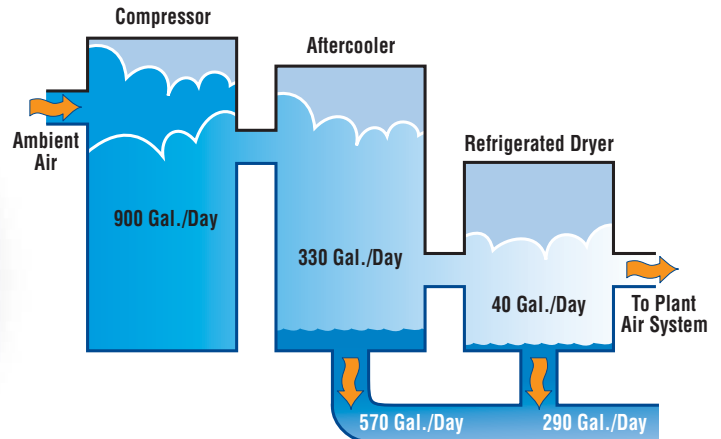 Compressor
Aftercooler
Refrigerated Dryer
Ambient
Air
900 Gal./Day
330 Gal./Day
40 Gal./Day
To Plant
Air System
570 Gal./Day
290 Gal./Day